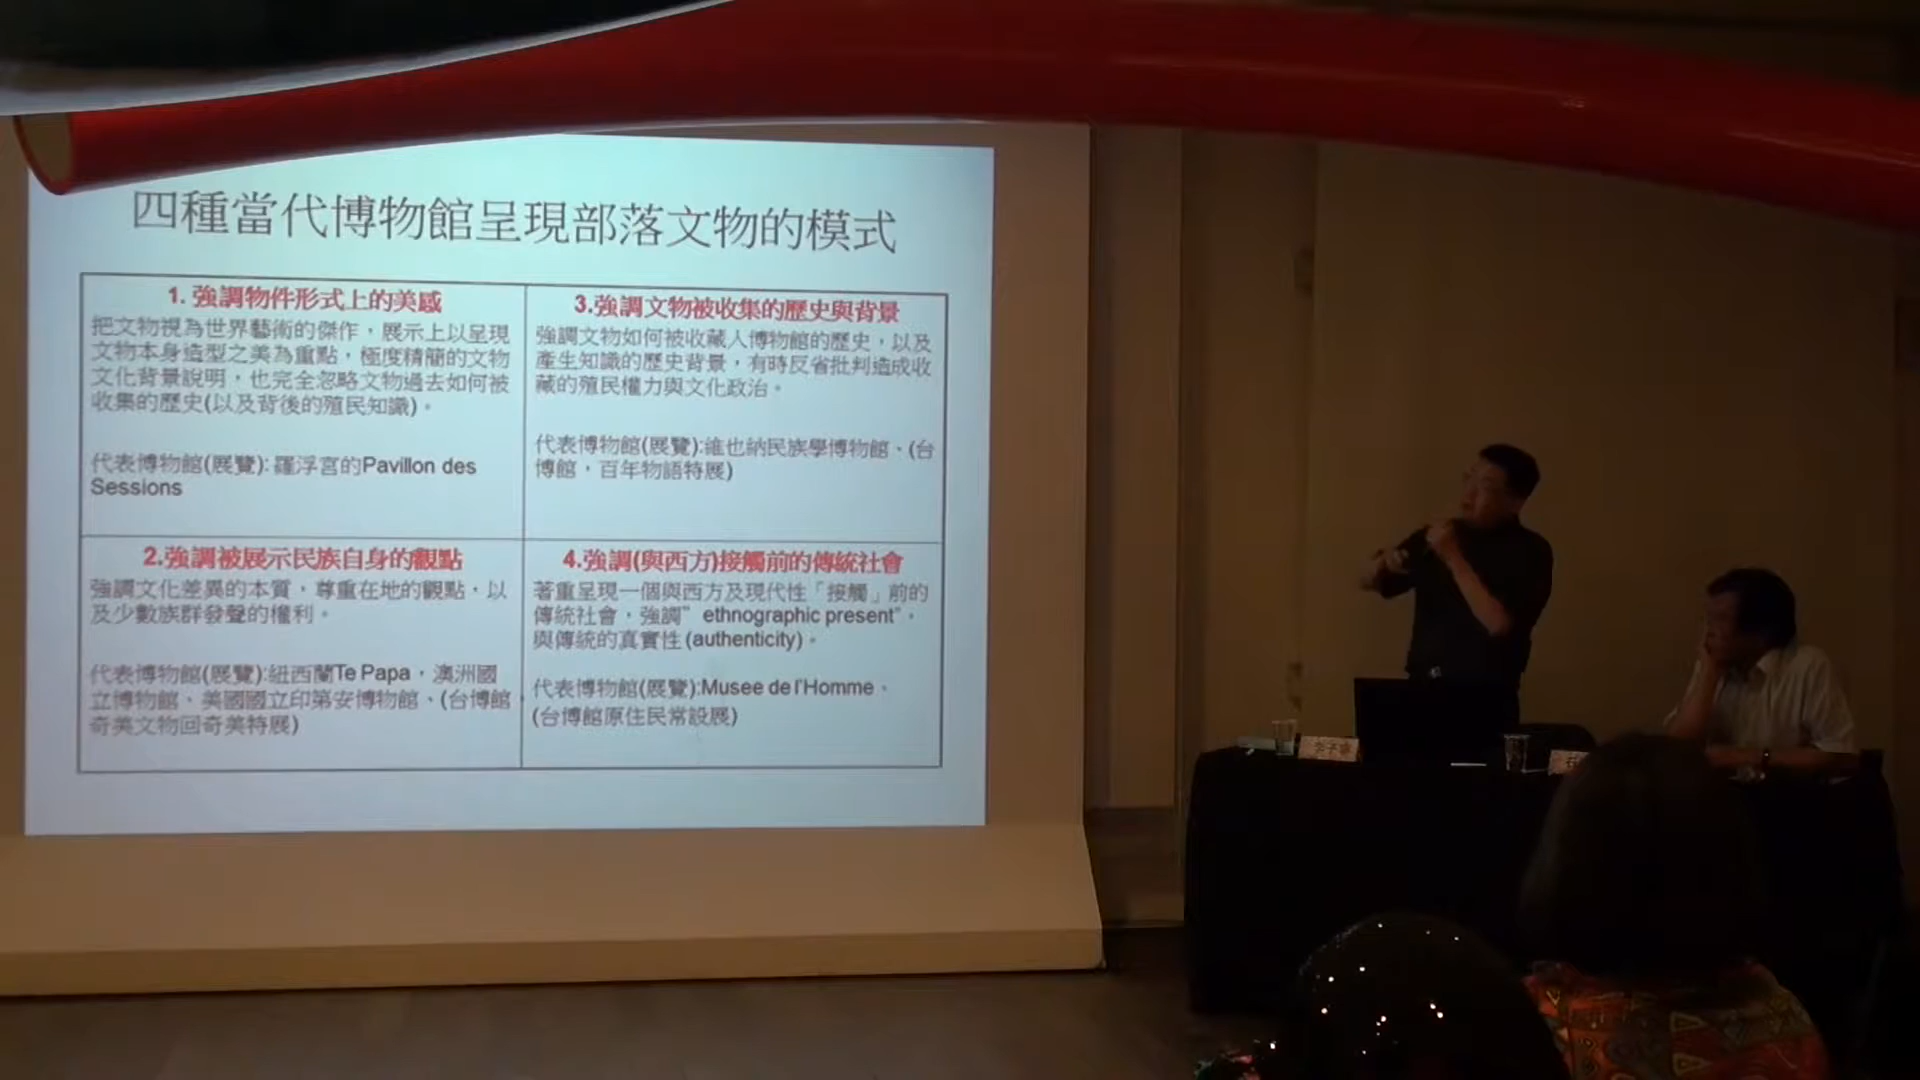 四種當代博物館呈現部落文物的模式
1. 強調物件形式上的美感
把文物視為世界藝術的傑作，展示上以呈現
文物本身造型之美為重點，極度精簡的文物
文化背景說明，也完全忽略文物過去如何被
收集的歷史(以及背後的殖民知識)。
代表博物館(展覽): 羅浮宮的Pavillon des
Sessions
2.強調被展示民族自身的觀點
強調文化差異的本質，尊重在地的觀點，以
及少數族群發聲的權利。
代表博物館(展覽):紐西蘭Te Papa，澳洲國
立博物館、美國國立印第安博物館、(台博館
奇美文物回奇美特展)
3.強調文物被收集的歷史與背景
強調文物如何被收藏人博物館的歷史，以及
產生知識的歷史背景，有時反省批判造成收
藏的殖民權力與文化政治。
代表博物館(展覽):維也納民族學博物館、(台
博館，百年物語特展)
4.強調(與西方)接觸前的傳統社會
著重呈現一個與西方及現代性「接觸」前的
傳統社會，強調” ethnographic present”，
與傳統的真實性(authenticity)。
代表博物館(展覽):Musee de l’Homme、
(台博館原住民常設展)
李子寧